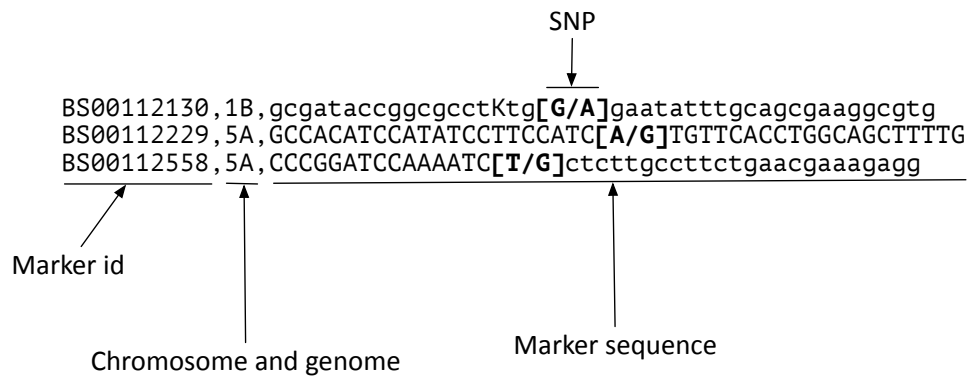 SNP
BS00112130,1B,gcgataccggcgcctKtg[G/A]gaatatttgcagcgaaggcgtg
BS00112229,5A,GCCACATCCATATCCTTCCATC[A/G]TGTTCACCTGGCAGCTTTTG
BS00112558,5A,CCCGGATCCAAAATC[T/G]ctcttgccttctgaacgaaagagg
Marker id
Chromosome and genome
Marker sequence